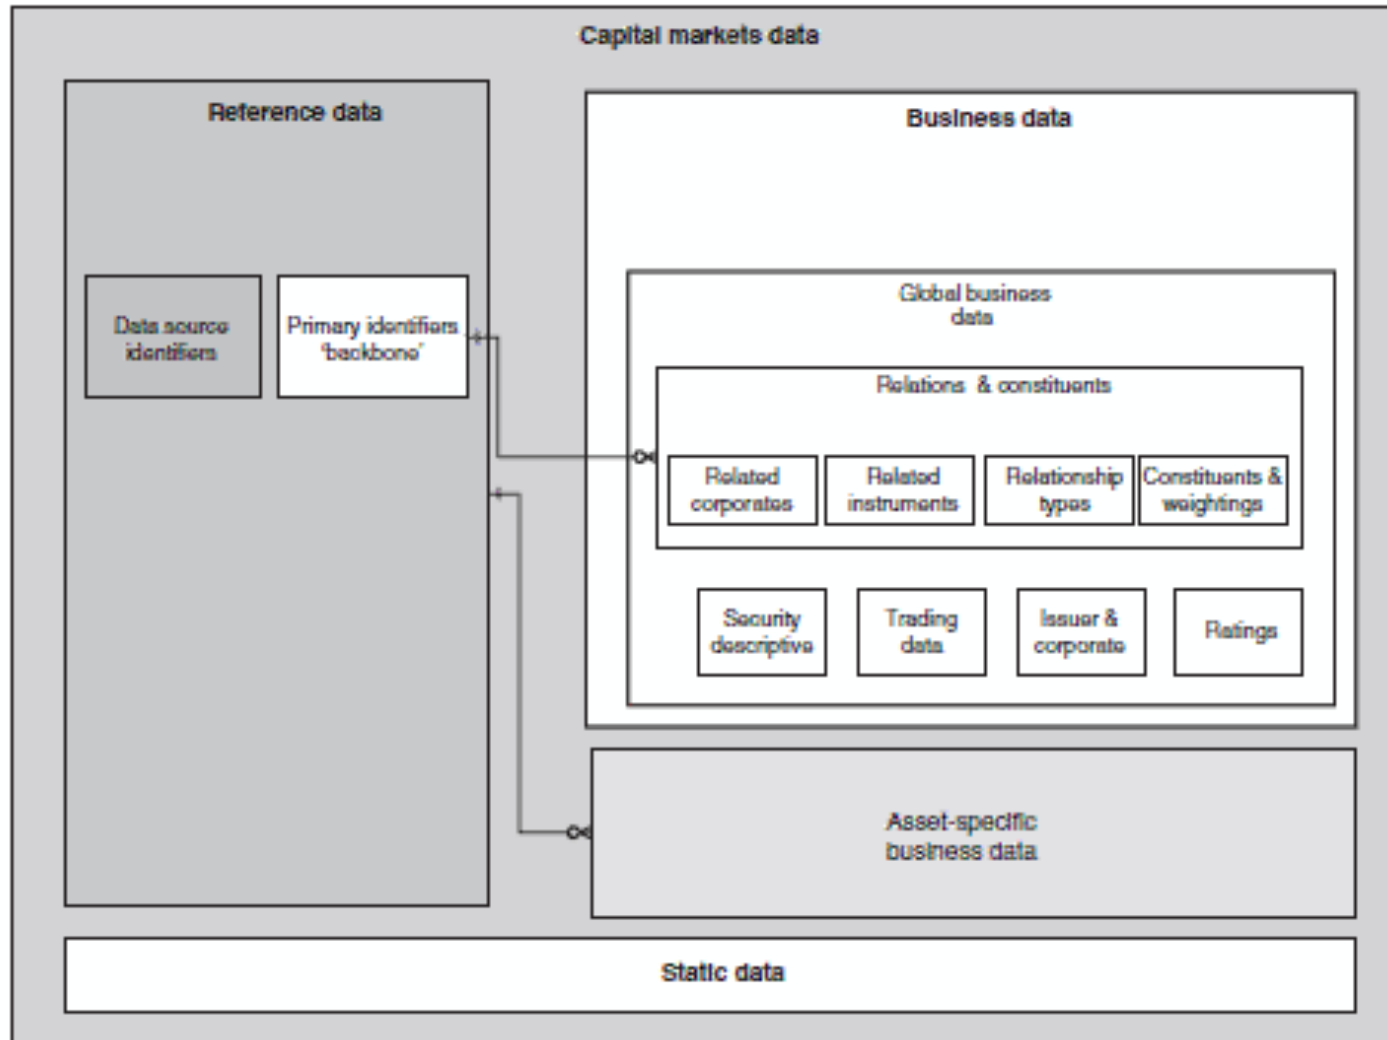 Capital markets data
Reference data
Business data
Data source
identifiers
Primary identifiers
'backbone'
Global business
data
Relations & constituents
Related
corporates
Related
instruments
Relationship
types
Constituents &
weightings
Security
descriptive
Trading
data
Issuer &
corporate
Ratings
Asset-specific
business data
Static data